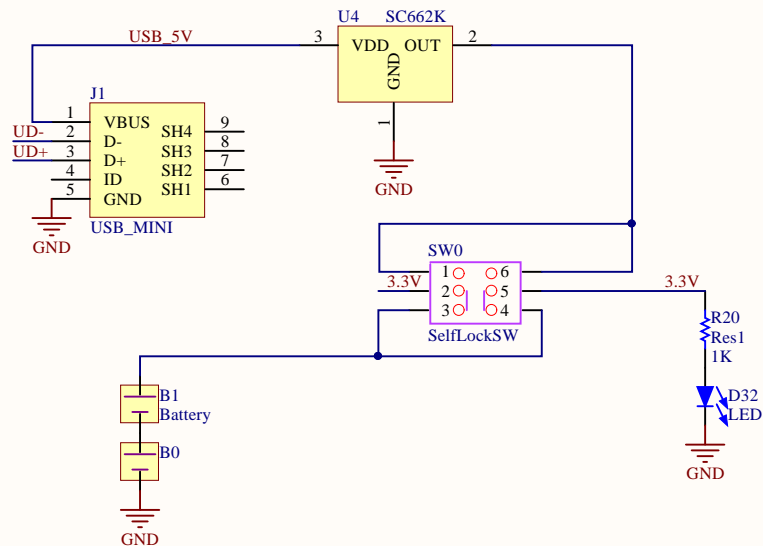 U4 SC662K
USB_5V
3 VDD OUT 2
GND
1
GND
J1
1 VBUS
UD- 2 D-
UD+ 3 D+
4 ID
5 GND
SH4 9
SH3 8
SH2 7
SH1 6
GND
USB_MINI
SW0
1 6
3.3V 2 5 3.3V
3 4
SelfLockSW
R20
Res1
1K
B1
Battery
D32
LED
B0
GND
GND